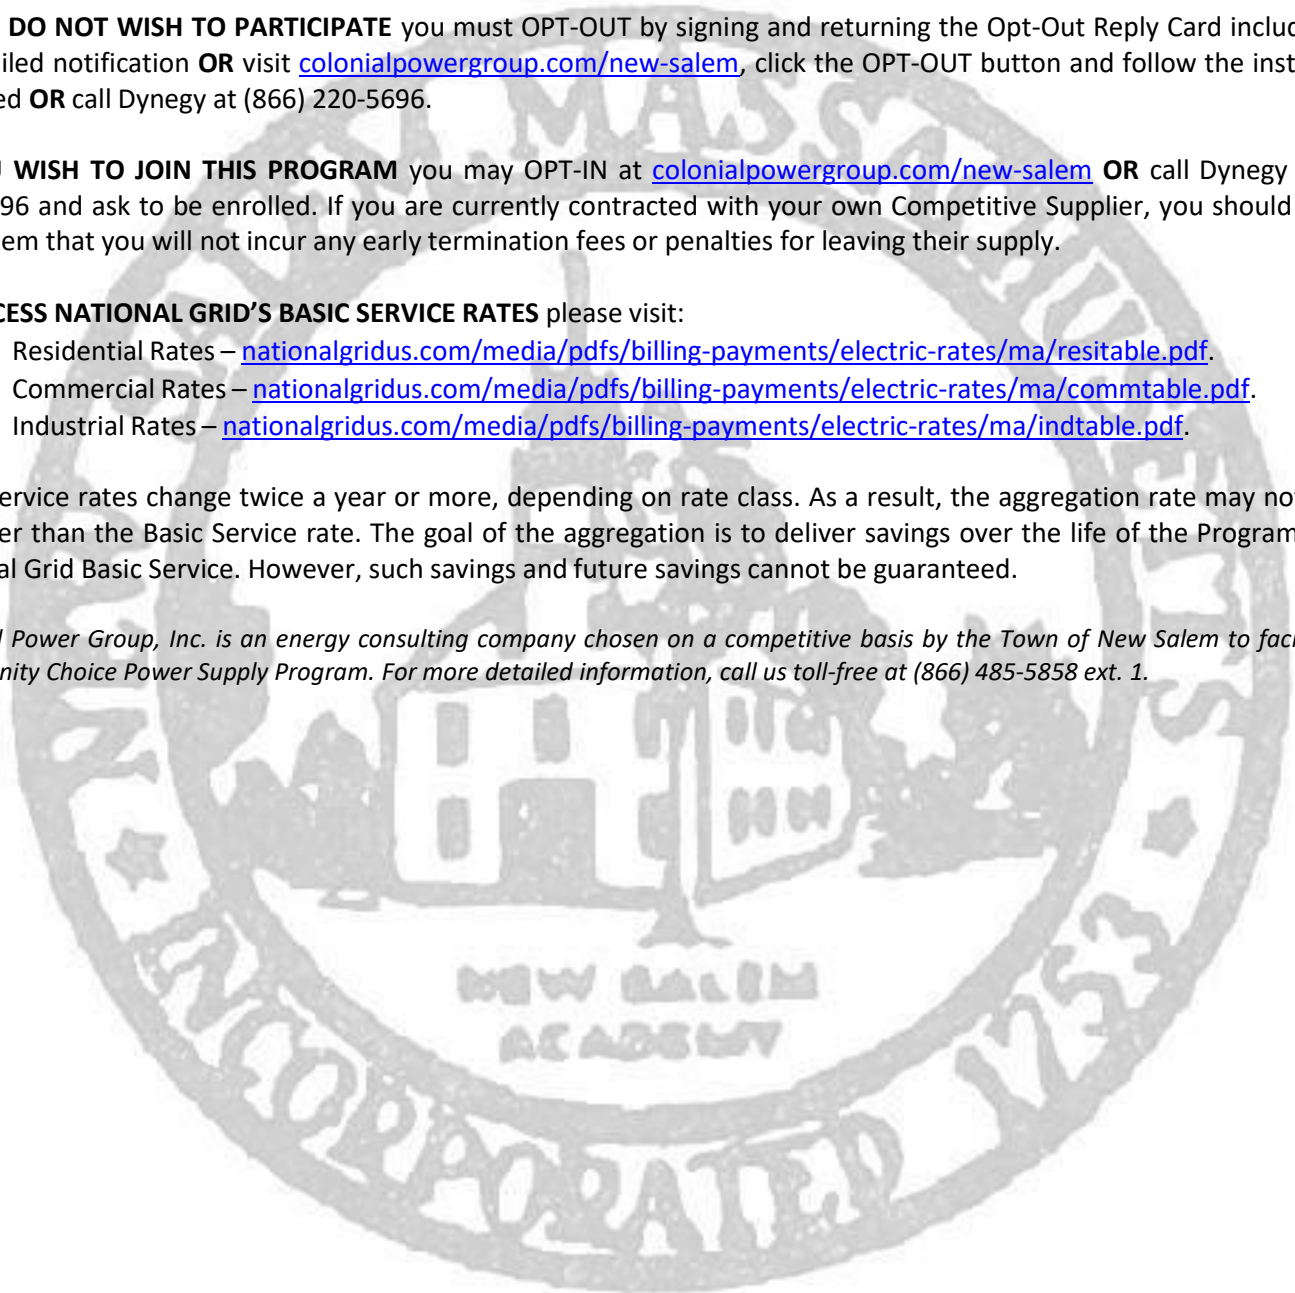 DO NOT WISH TO PARTICIPATE you must OPT-OUT by signing and returning the Opt-Out Reply Card includ
iled notification OR visit colonialpowergroup.com/new-salem, click the OPT-OUT button and follow the inst
ed OR call Dynegy at (866) 220-5696.
U WISH TO JOIN THIS PROGRAM you may OPT-IN at colonialpowergroup.com/new-salem OR call Dynegy
96 and ask to be enrolled. If you are currently contracted with your own Competitive Supplier, you should
em that you will not incur any early termination fees or penalties for leaving their supply.
CESS NATIONAL GRID’S BASIC SERVICE RATES please visit:
Residential Rates – nationalgridus.com/media/pdfs/billing-payments/electric-rates/ma/resitable.pdf.
Commercial Rates – nationalgridus.com/media/pdfs/billing-payments/electric-rates/ma/commtable.pdf.
Industrial Rates – nationalgridus.com/media/pdfs/billing-payments/electric-rates/ma/indtable.pdf.
ervice rates change twice a year or more, depending on rate class. As a result, the aggregation rate may not
er than the Basic Service rate. The goal of the aggregation is to deliver savings over the life of the Program
al Grid Basic Service. However, such savings and future savings cannot be guaranteed.
l Power Group, Inc. is an energy consulting company chosen on a competitive basis by the Town of New Salem to faci
nity Choice Power Supply Program. For more detailed information, call us toll-free at (866) 485-5858 ext. 1.
NEW SALEM, MASSACHUSETTS
NEW SALEM
ACADEMY
INCORPORATED 1753